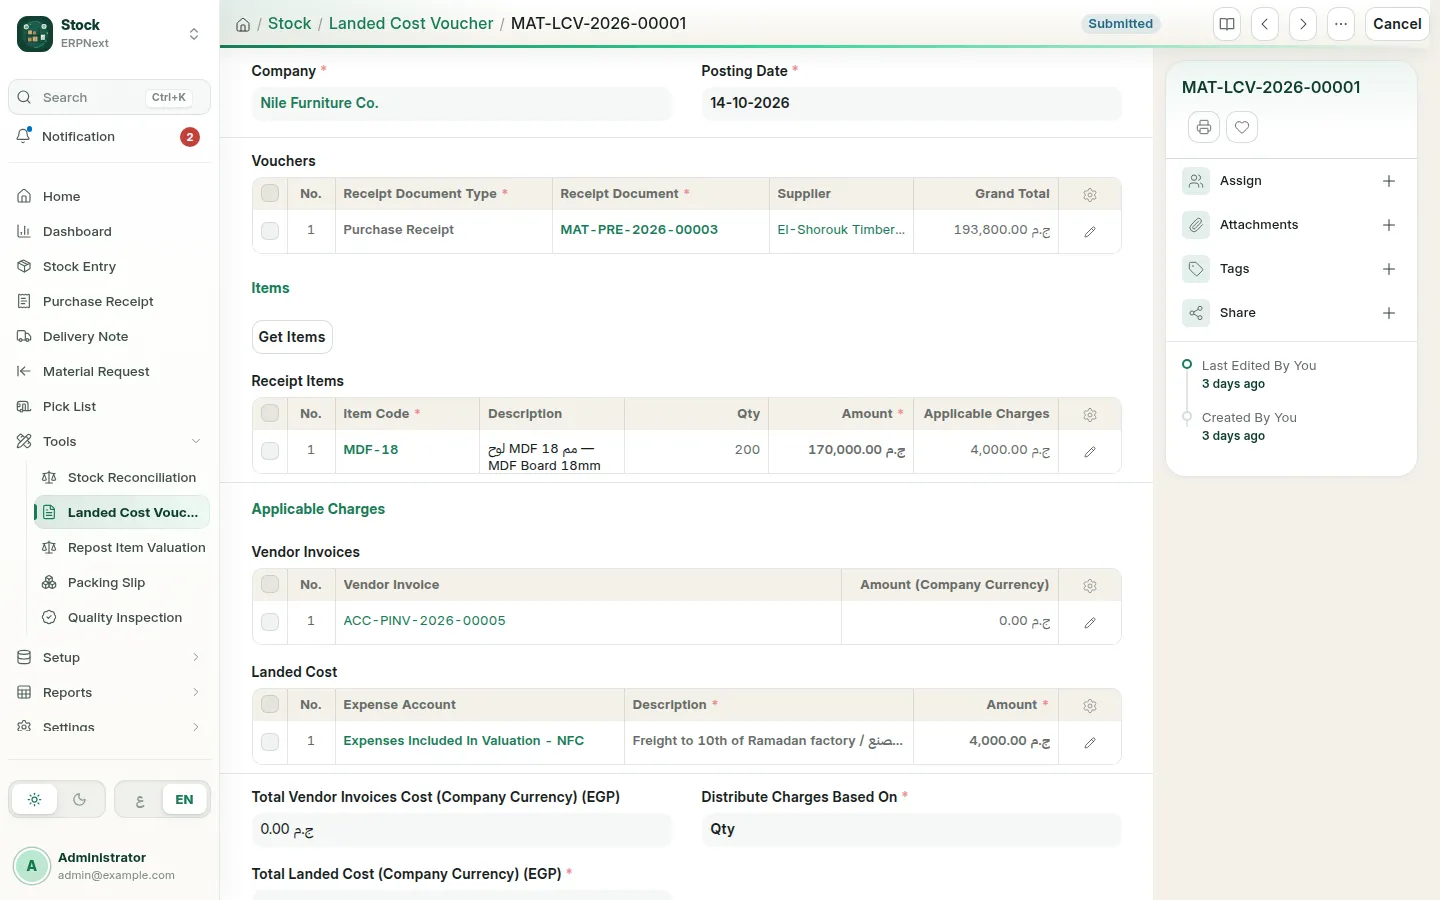 Stock
ERPNext
Search
Ctrl+K
Notification
2
Home
Dashboard
Stock Entry
Purchase Receipt
Delivery Note
Material Request
Pick List
Tools
Stock Reconciliation
Landed Cost Vouc...
Repost Item Valuation
Packing Slip
Quality Inspection
Setup
Reports
Settings
ع
EN
A
Administrator
admin@example.com
/ Stock / Landed Cost Voucher / MAT-LCV-2026-00001
Submitted
Cancel
Company *
Posting Date *
Nile Furniture Co.
14-10-2026
Vouchers
No. Receipt Document Type * Receipt Document * Supplier Grand Total
1 Purchase Receipt MAT-PRE-2026-00003 El-Shorouk Timber... 193,800.00 ج.م
Items
Get Items
Receipt Items
No. Item Code * Description Qty Amount * Applicable Charges
1 MDF-18 لوح MDF 18 مم — 200 170,000.00 ج.م 4,000.00 ج.م
MDF Board 18mm
Applicable Charges
Vendor Invoices
No. Vendor Invoice Amount (Company Currency)
1 ACC-PINV-2026-00005 0.00 ج.م
Landed Cost
No. Expense Account Description * Amount *
1 Expenses Included In Valuation - NFC Freight to 10th of Ramadan factory / صنع... 4,000.00 ج.م
Total Vendor Invoices Cost (Company Currency) (EGP)
Distribute Charges Based On *
0.00 ج.م
Qty
Total Landed Cost (Company Currency) (EGP) *
MAT-LCV-2026-00001
Assign
Attachments
Tags
Share
Last Edited By You
3 days ago
Created By You
3 days ago